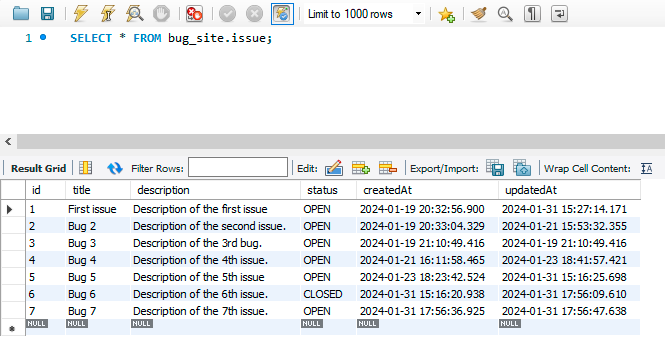 Limit to 1000 rows
1 SELECT * FROM bug_site.issue;
Result Grid Filter Rows: Edit: Export/Import: Wrap Cell Content:
id title description status createdAt updatedAt
1 First issue Description of the first issue OPEN 2024-01-19 20:32:56.900 2024-01-31 15:27:14.171
2 Bug 2 Description of the second issue. OPEN 2024-01-19 20:33:04.329 2024-01-21 15:53:32.355
3 Bug 3 Description of the 3rd bug. OPEN 2024-01-19 21:10:49.416 2024-01-19 21:10:49.416
4 Bug 4 Description of the 4th issue. OPEN 2024-01-21 16:11:58.465 2024-01-23 18:41:57.421
5 Bug 5 Description of the 5th issue OPEN 2024-01-23 18:23:42.524 2024-01-31 15:16:25.698
6 Bug 6 Description of the 6th issue. CLOSED 2024-01-31 15:16:20.938 2024-01-31 17:56:09.610
7 Bug 7 Description of the 7th issue. OPEN 2024-01-31 17:56:36.925 2024-01-31 17:56:47.638
NULL NULL NULL NULL NULL NULL